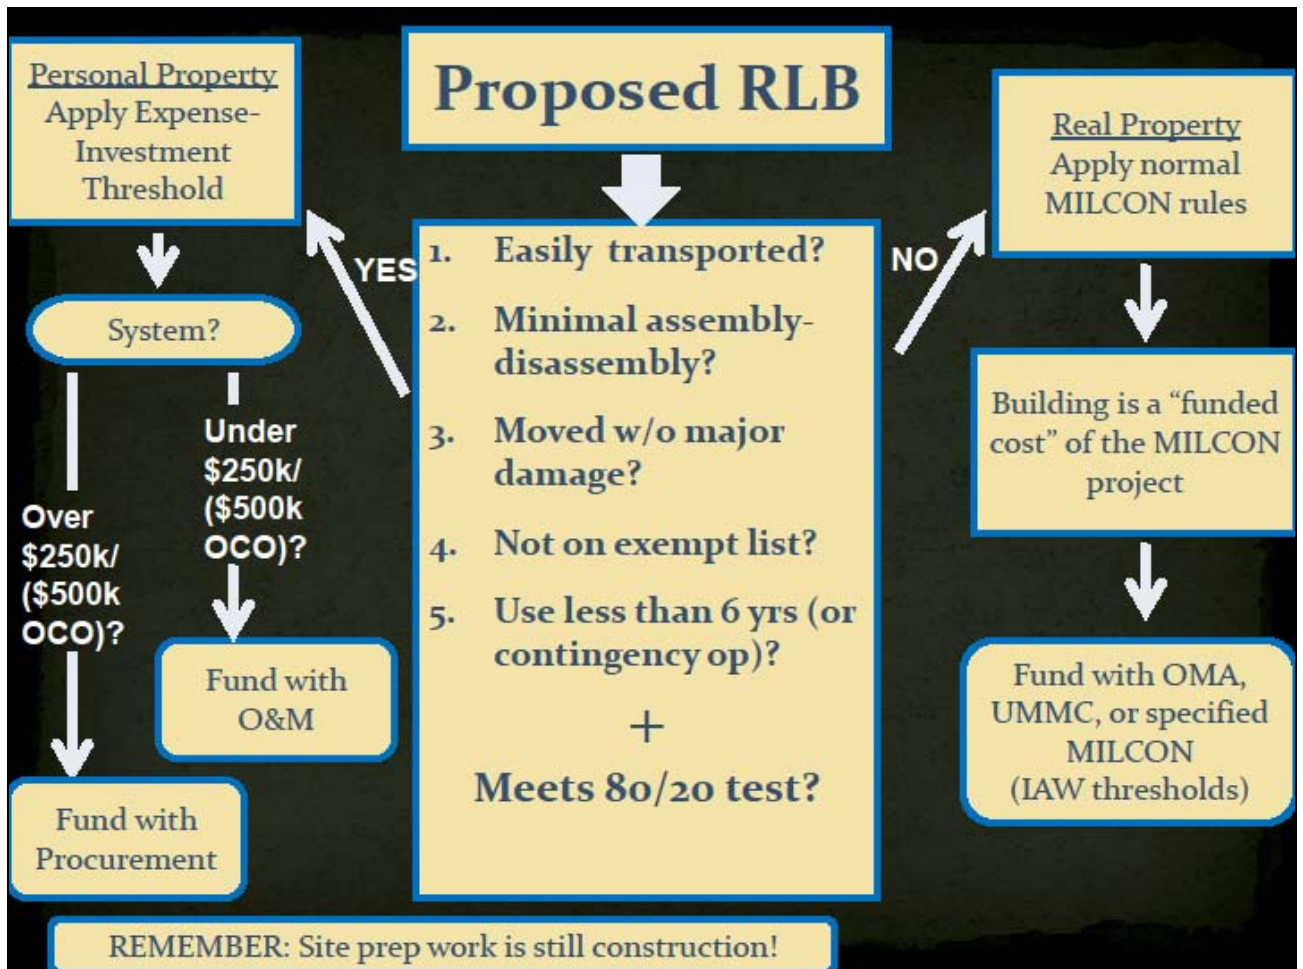 Proposed RLB
Personal Property
Apply Expense-
Investment
Threshold
System?
Over
$250k/
($500k
OCO)?
Under
$250k/
($500k
OCO)?
Fund with
O&M
Fund with
Procurement
YES
1. Easily transported?
2. Minimal assembly-
disassembly?
3. Moved w/o major
damage?
4. Not on exempt list?
5. Use less than 6 yrs (or
contingency op)?
+
Meets 80/20 test?
NO
Real Property
Apply normal
MILCON rules
Building is a “funded
cost” of the MILCON
project
Fund with OMA,
UMMC, or specified
MILCON
(IAW thresholds)
REMEMBER: Site prep work is still construction!